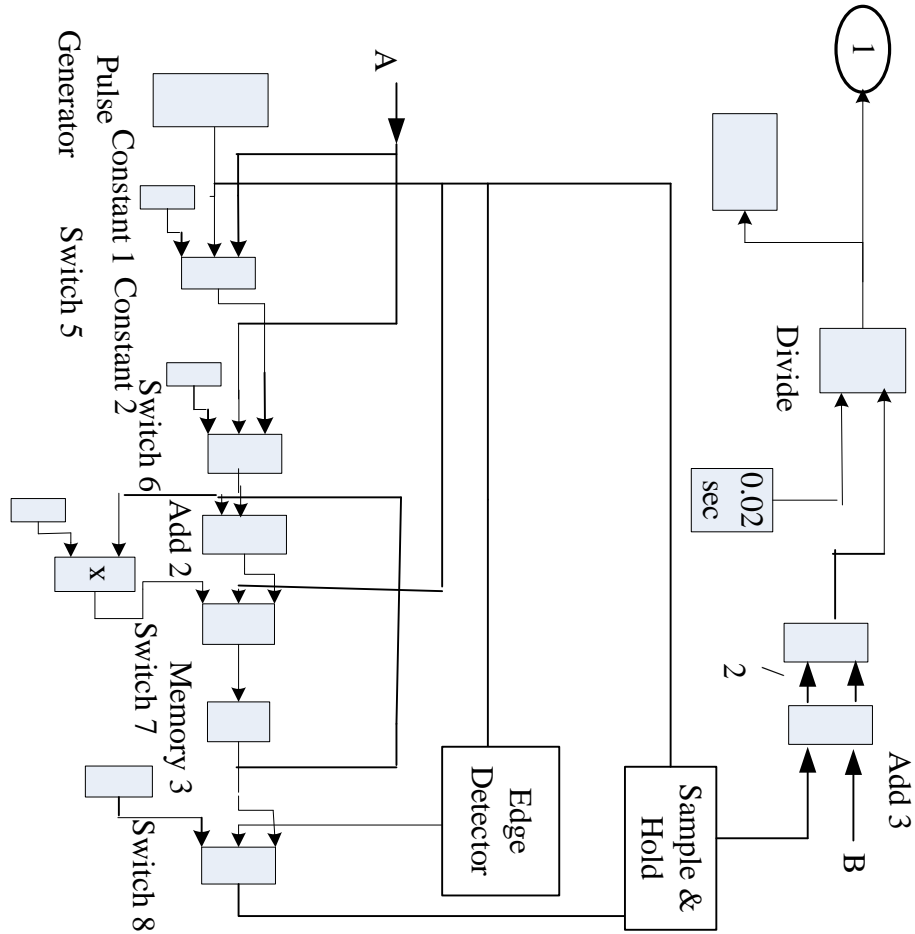 1
A
Pulse
Generator
Constant 1
Switch 5
Constant 2
Switch 6
Add 2
x
Switch 7
Memory 3
Switch 8
Edge
Detector
Sample &
Hold
Divide
0.02
sec
/
2
Add 3
B